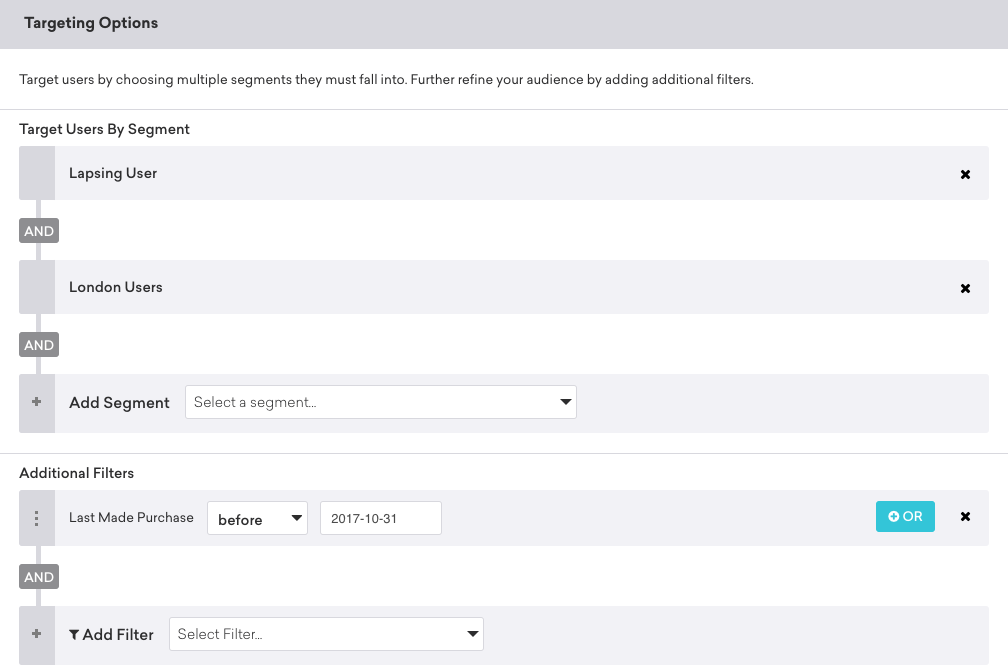 Targeting Options
Target users by choosing multiple segments they must fall into. Further refine your audience by adding additional filters.
Target Users By Segment
Lapsing User
AND
London Users
AND
Add Segment Select a segment...
Additional Filters
Last Made Purchase before 2017-10-31 OR
AND
Add Filter Select Filter...